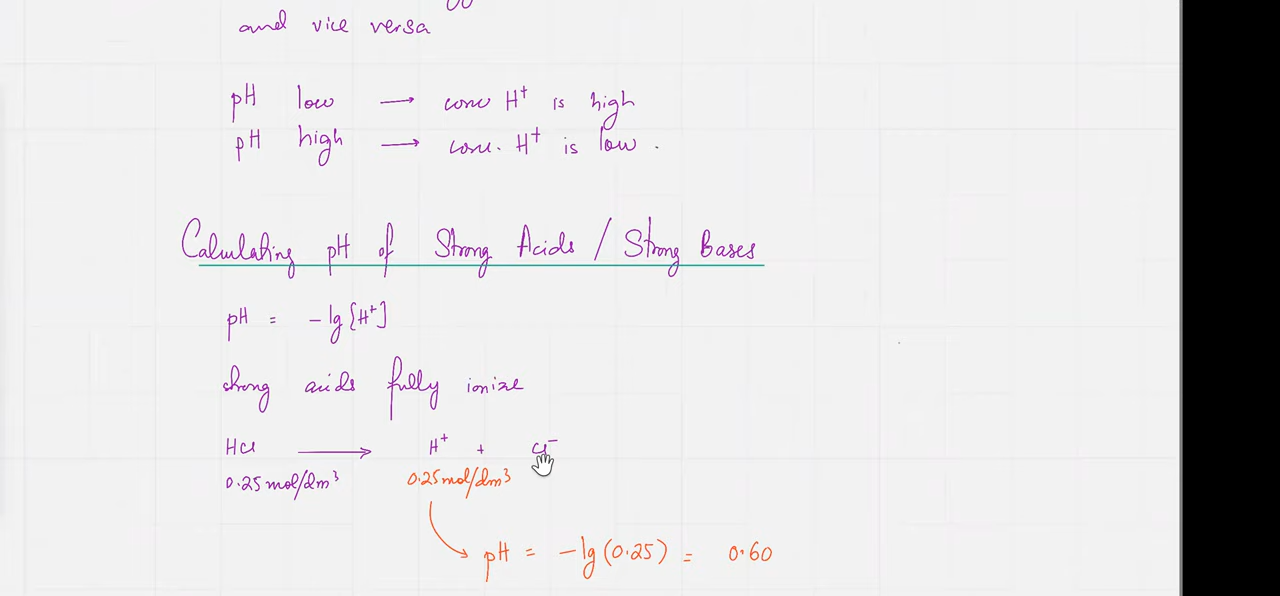 and vice versa
pH low → conc H⁺ is high
pH high → conc. H⁺ is low.
Calculating pH of Strong Acids / Strong Bases
pH = -lg[H⁺]
strong acids fully ionize
HCl → H⁺ + Cl⁻
0.25 mol/dm³ 0.25 mol/dm³
pH = -lg(0.25) = 0.60